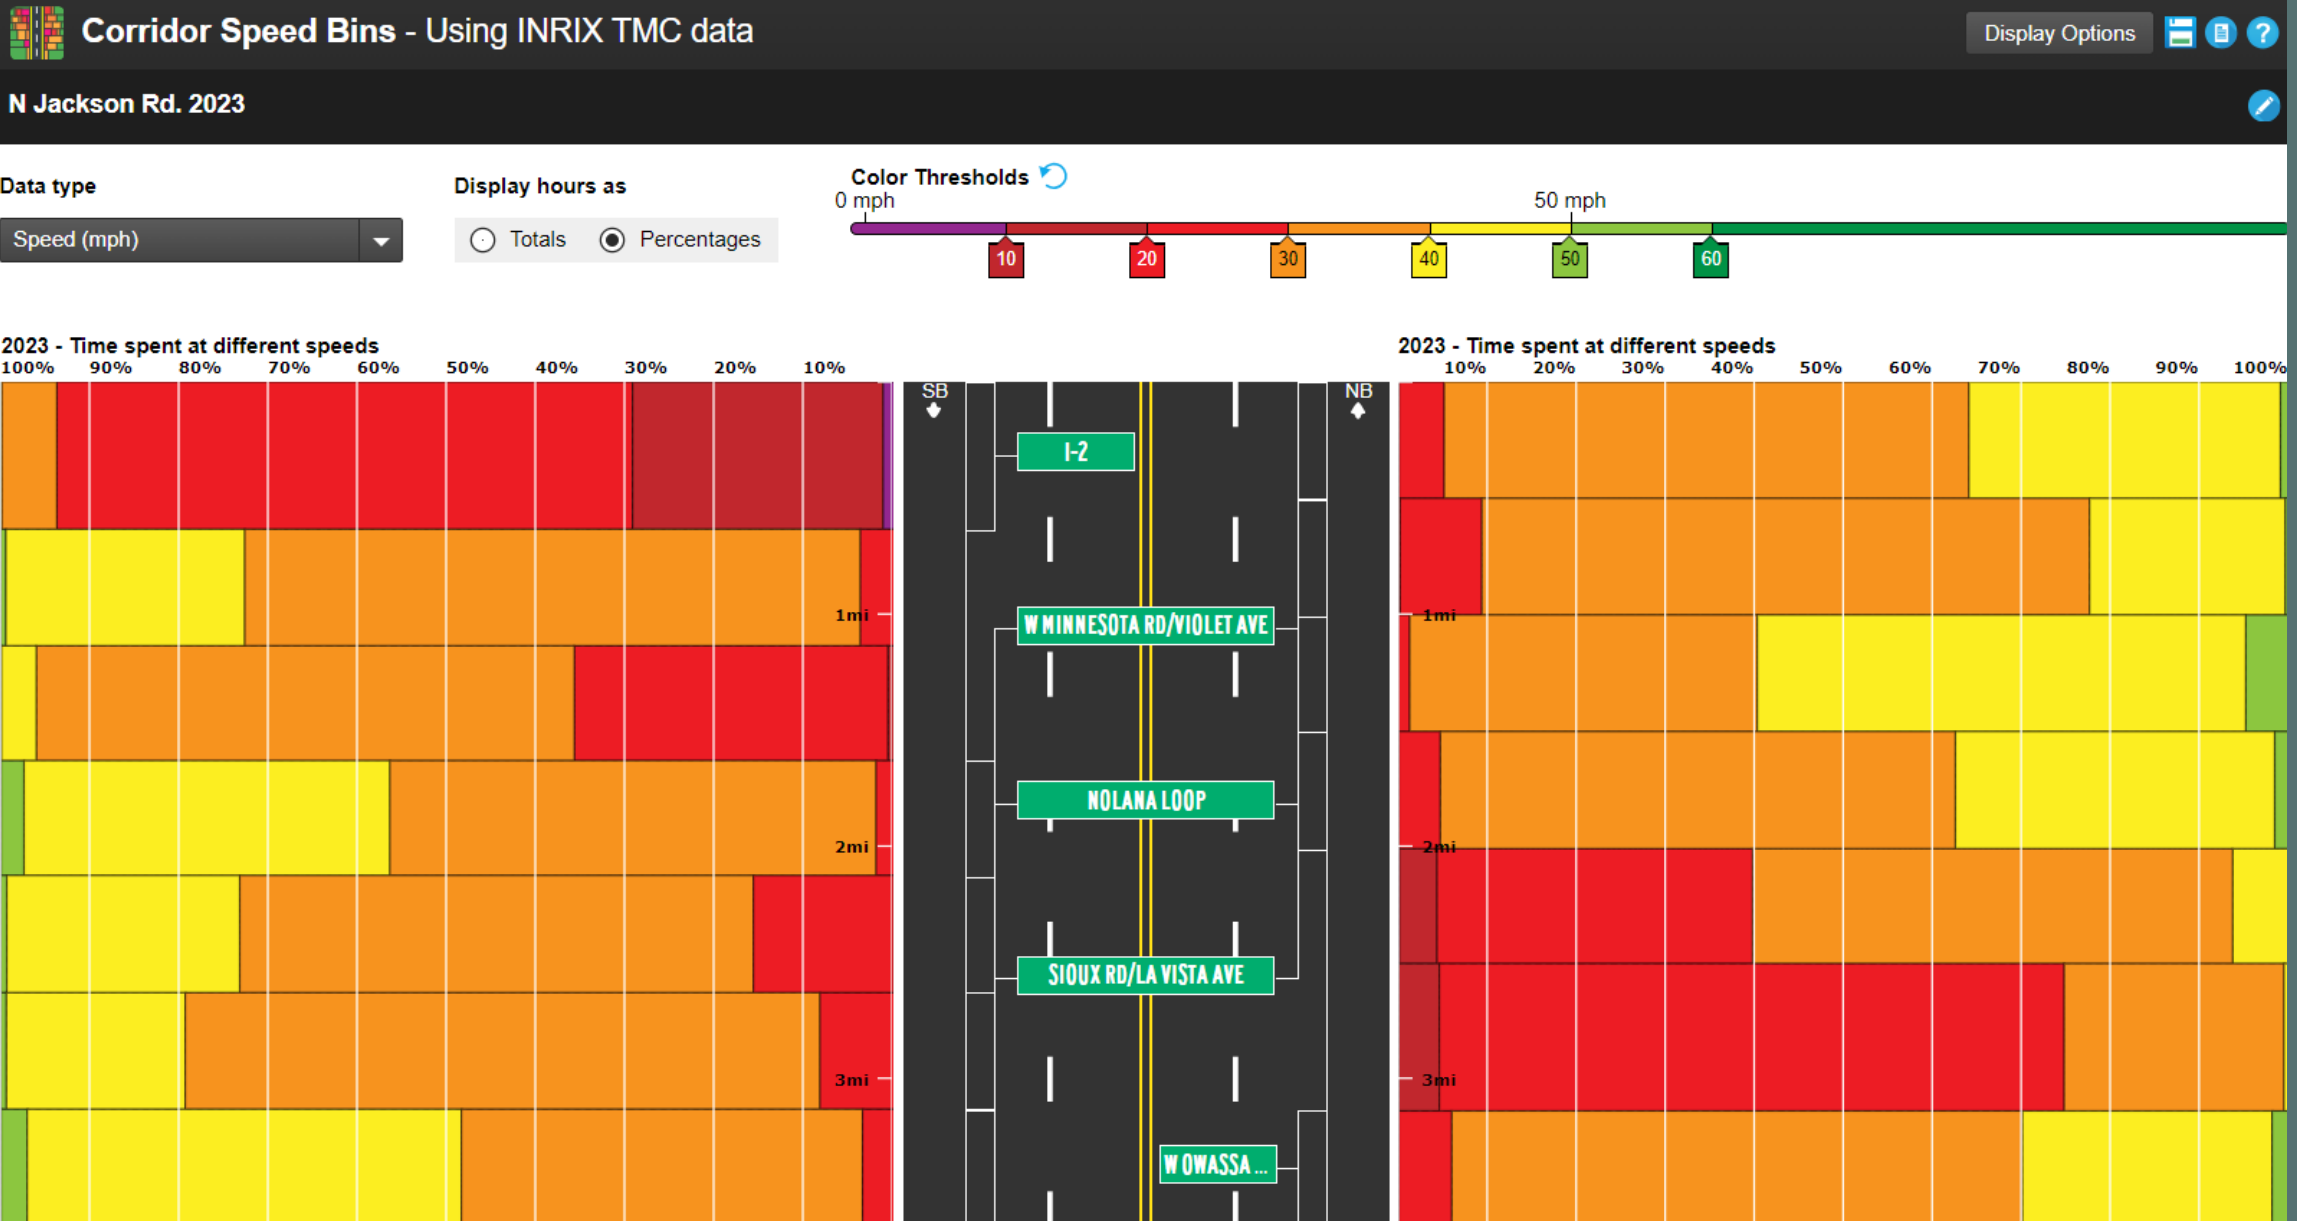 Corridor Speed Bins - Using INRIX TMC data
Display Options
?
N Jackson Rd. 2023
Data type
Speed (mph)
Display hours as
Totals
Percentages
Color Thresholds
0 mph
50 mph
10 20 30 40 50 60
2023 - Time spent at different speeds
100% 90% 80% 70% 60% 50% 40% 30% 20% 10%
2023 - Time spent at different speeds
10% 20% 30% 40% 50% 60% 70% 80% 90% 100%
SB
NB
I-2
1mi
W MINNESOTA RD/VIOLET AVE
1mi
NOLANA LOOP
2mi
2mi
SIOUX RD/LA VISTA AVE
3mi
3mi
W OWASSA ...